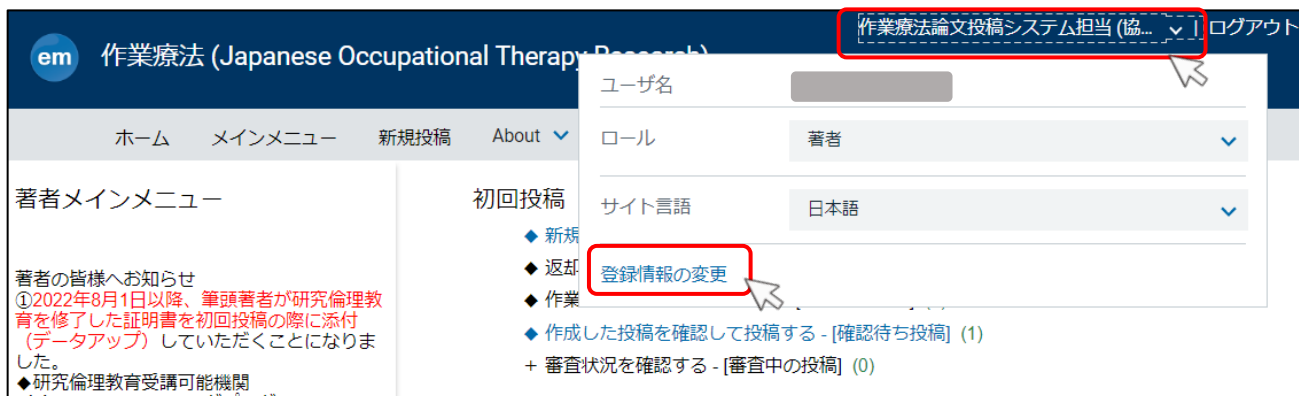 作業療法論文投稿システム担当 (協... | ログアウト
em 作業療法 (Japanese Occupational Therapy Research)
ユーザ名
ホーム メインメニュー 新規投稿 About
ロール 著者
サイト言語 日本語
登録情報の変更
著者メインメニュー
著者の皆様へお知らせ
①2022年8月1日以降、筆頭著者が研究倫理教
育を修了した証明書を初回投稿の際に添付
（データアップ）していただくことになりま
した。
◆研究倫理教育受講可能機関
初回投稿
◆ 新規
◆ 返却
◆ 作業
◆ 作成した投稿を確認して投稿する - [確認待ち投稿] (1)
+ 審査状況を確認する - [審査中の投稿] (0)